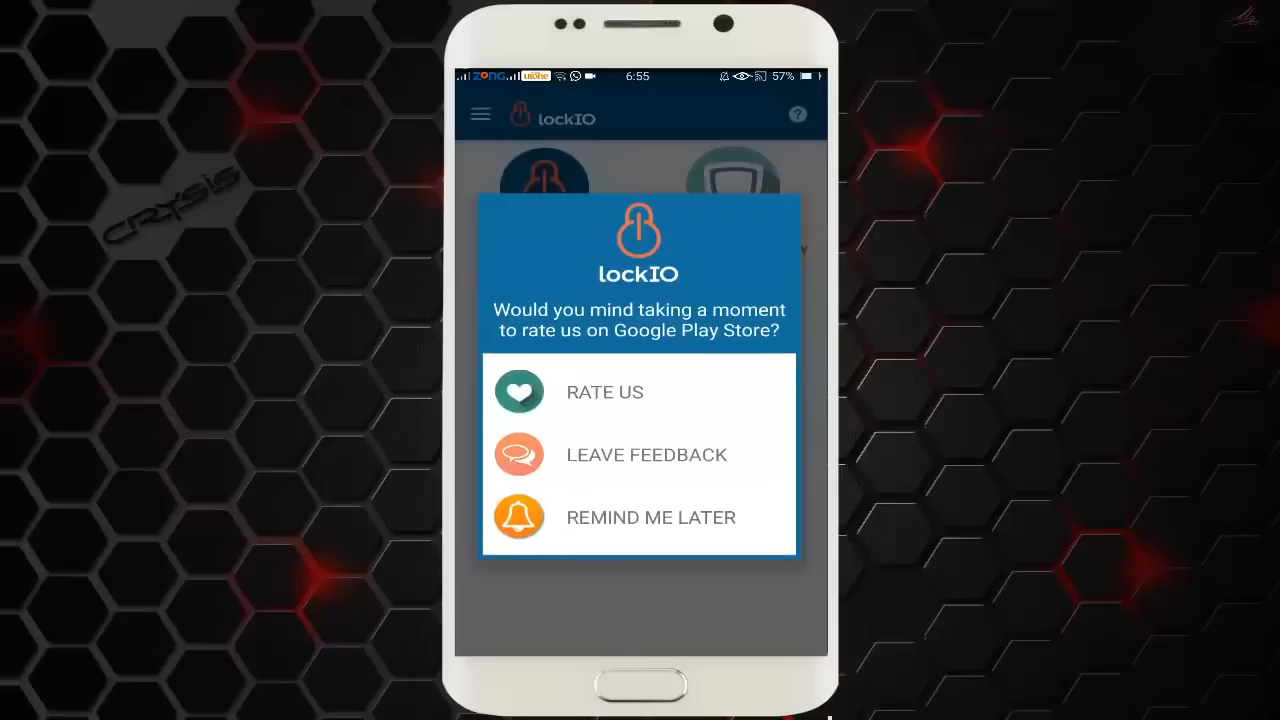 CRYSIS
ZONG Ufone 6:55 57%
lockIO
lockIO
Would you mind taking a moment
to rate us on Google Play Store?
RATE US
LEAVE FEEDBACK
REMIND ME LATER